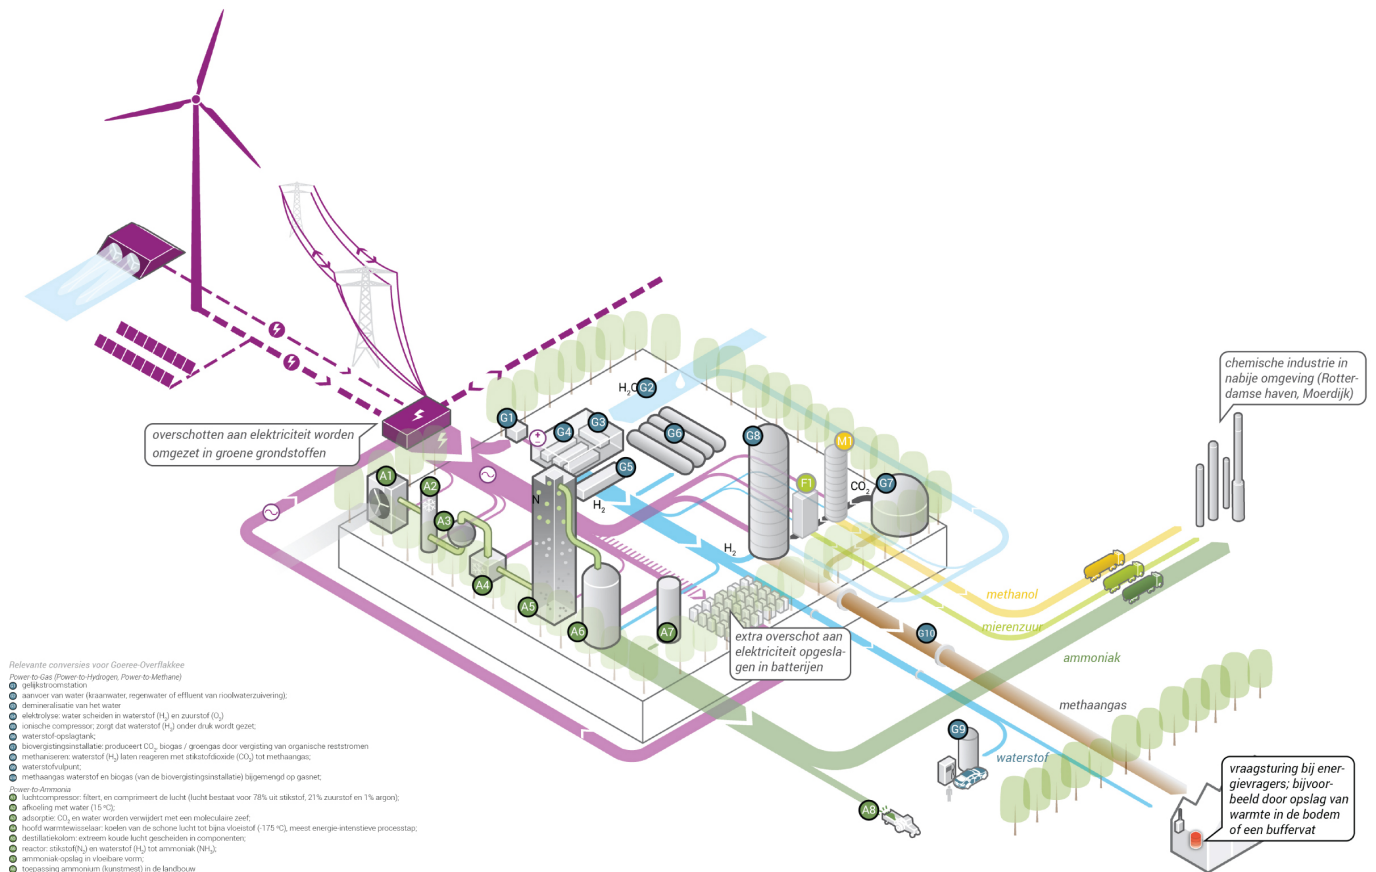 chemische industrie in
nabije omgeving (Rotter-
damse haven, Moerdijk)
H₂O
G2
G1
G3
G4
G6
G8
M1
G5
G7
F1
CO₂
overschotten aan elektriciteit worden
omgezet in groene grondstoffen
A1
A2
A3
N
H₂
H₂
A4
A5
A6
A7
methanol
mierenzuur
G10
extra overschot aan
elektriciteit opgesla-
gen in batterijen
ammoniak
methaangas
G9
waterstof
A8
vraagsturing bij ener-
gievragers; bijvoor-
beeld door opslag van
warmte in de bodem
of een buffervat
Relevante conversies voor Goeree-Overflakkee
Power-to-Gas (Power-to-Hydrogen, Power-to-Methane)
gelijkstroomstation
aanvoer van water (kraanwater, regenwater of effluent van rioolwaterzuivering);
demineralisatie van het water
elektrolyse: water scheiden in waterstof (H₂) en zuurstof (O₂)
ionische compressor; zorgt dat waterstof (H₂) onder druk wordt gezet;
waterstof-opslagtank;
biovergistingsinstallatie: produceert CO₂, biogas / groengas door vergisting van organische reststromen
methaniseren: waterstof (H₂) laten reageren met stikstofdioxide (CO₂) tot methaangas;
waterstofvulpunt;
methaangas waterstof en biogas (van de biovergistingsinstallatie) bijgemengd op gasnet;
Power-to-Ammonia
luchtcompressor: filtert, en comprimeert de lucht (lucht bestaat voor 78% uit stikstof, 21% zuurstof en 1% argon);
afkoeling met water (15 ºC);
adsorptie: CO₂ en water worden verwijdert met een moleculaire zeef;
hoofd warmtewisselaar: koelen van de schone lucht tot bijna vloeistof (-175 ºC), meest energie-intenstieve processtap;
destillatiekolom: extreem koude lucht gescheiden in componenten;
reactor: stikstof(N₂) en waterstof (H₂) tot ammoniak (NH₃);
ammoniak-opslag in vloeibare vorm;
toepassing ammonium (kunstmest) in de landbouw